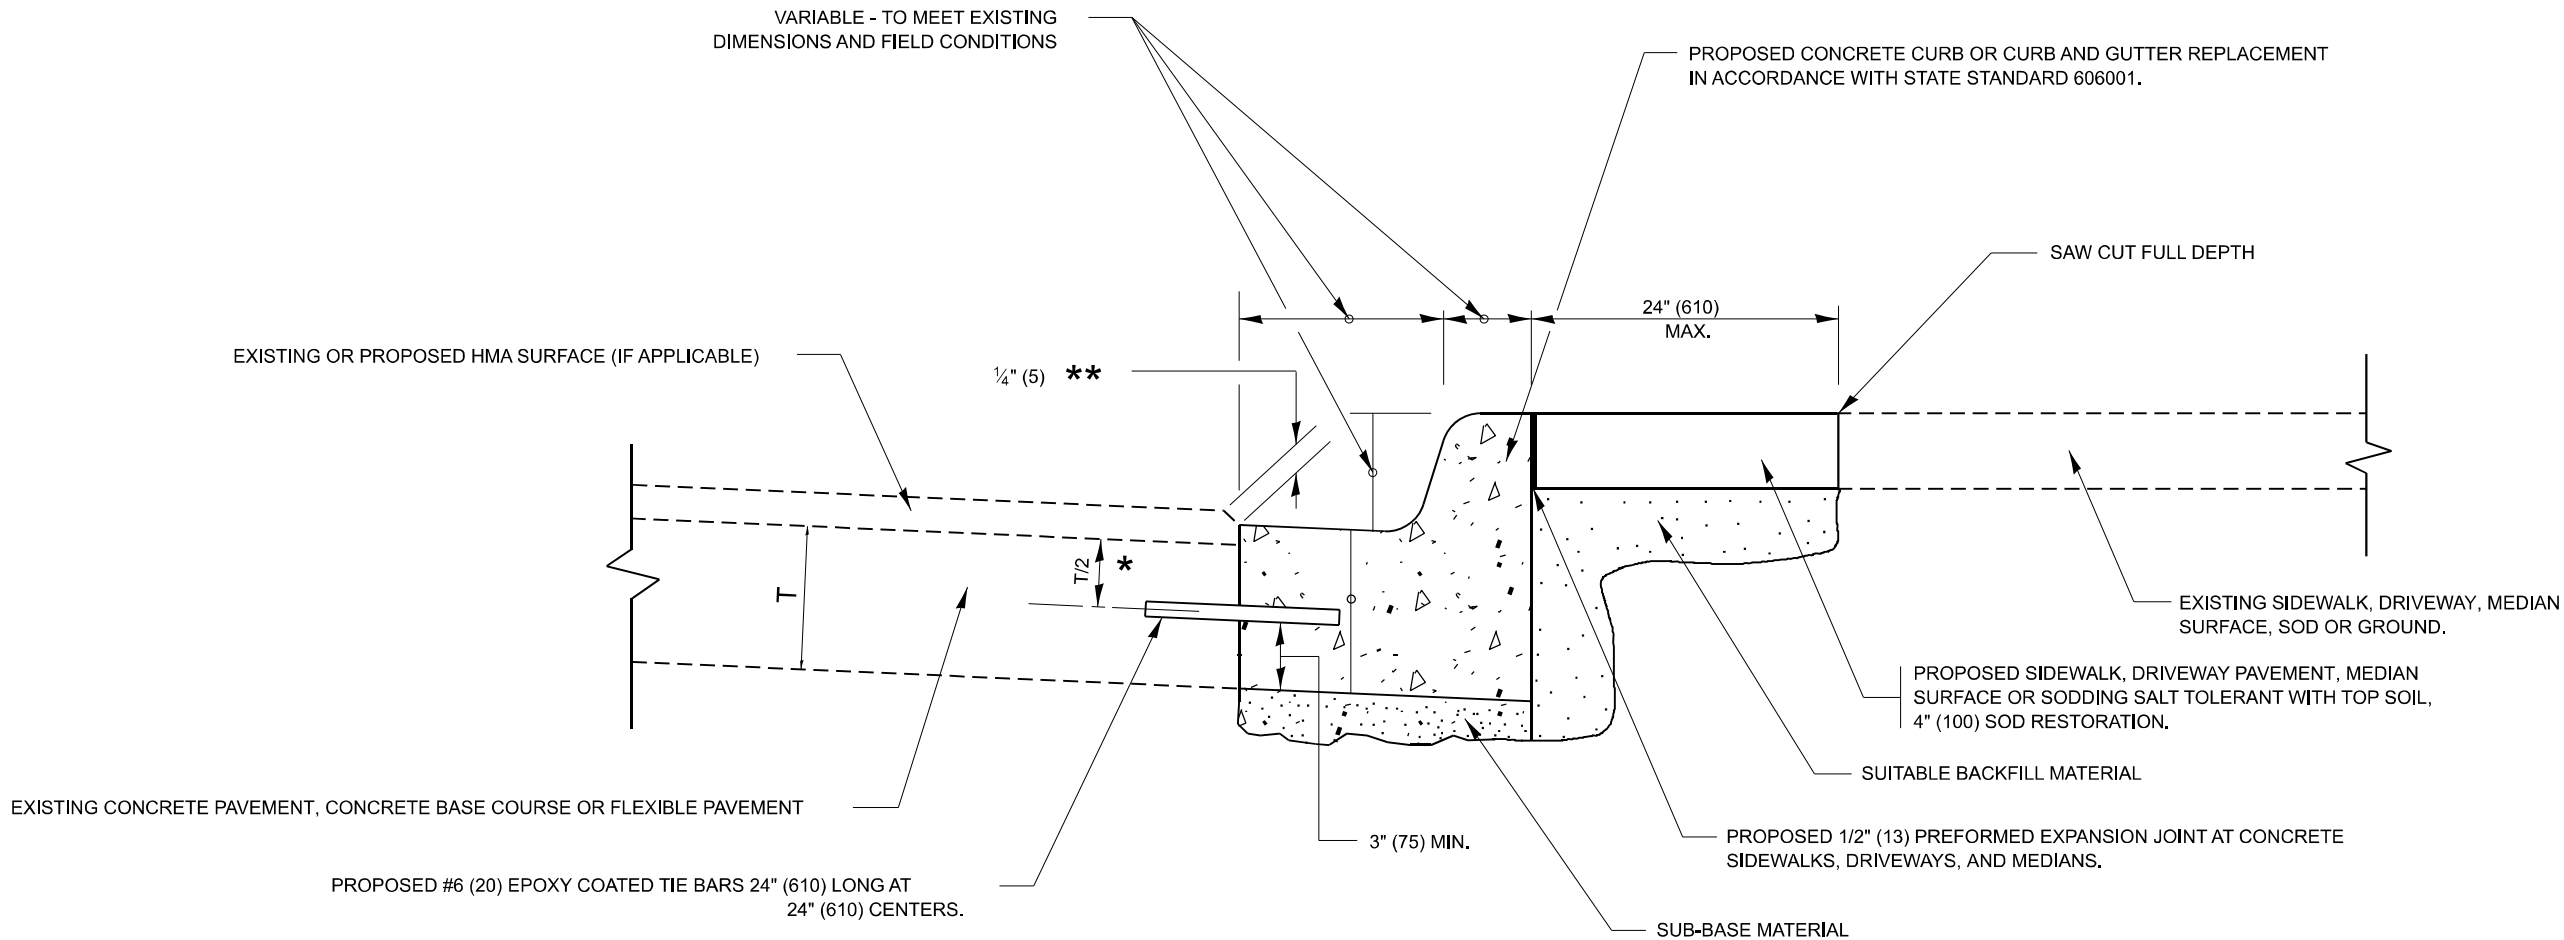 VARIABLE - TO MEET EXISTING
DIMENSIONS AND FIELD CONDITIONS
PROPOSED CONCRETE CURB OR CURB AND GUTTER REPLACEMENT
IN ACCORDANCE WITH STATE STANDARD 606001.
SAW CUT FULL DEPTH
24" (610)
MAX.
EXISTING OR PROPOSED HMA SURFACE (IF APPLICABLE)
¼" (5) **
T/2 *
T
EXISTING SIDEWALK, DRIVEWAY, MEDIAN
SURFACE, SOD OR GROUND.
PROPOSED SIDEWALK, DRIVEWAY PAVEMENT, MEDIAN
SURFACE OR SODDING SALT TOLERANT WITH TOP SOIL,
4" (100) SOD RESTORATION.
SUITABLE BACKFILL MATERIAL
EXISTING CONCRETE PAVEMENT, CONCRETE BASE COURSE OR FLEXIBLE PAVEMENT
3" (75) MIN.
PROPOSED 1/2" (13) PREFORMED EXPANSION JOINT AT CONCRETE
SIDEWALKS, DRIVEWAYS, AND MEDIANS.
PROPOSED #6 (20) EPOXY COATED TIE BARS 24" (610) LONG AT
24" (610) CENTERS.
SUB-BASE MATERIAL